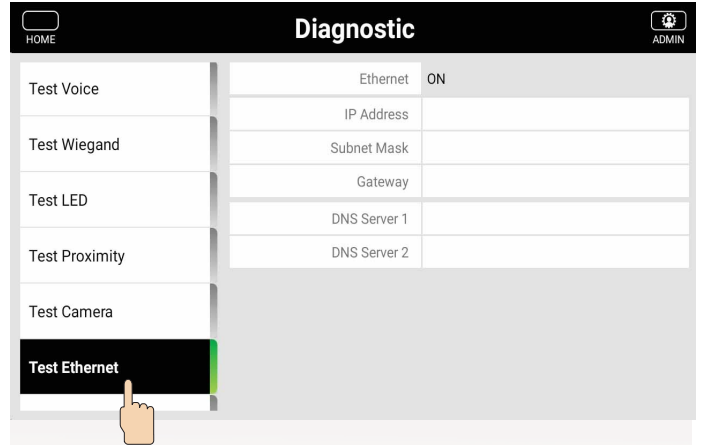 Diagnostic
HOME
ADMIN
Test Voice
Test Wiegand
Test LED
Test Proximity
Test Camera
Test Ethernet
Ethernet ON
IP Address
Subnet Mask
Gateway
DNS Server 1
DNS Server 2